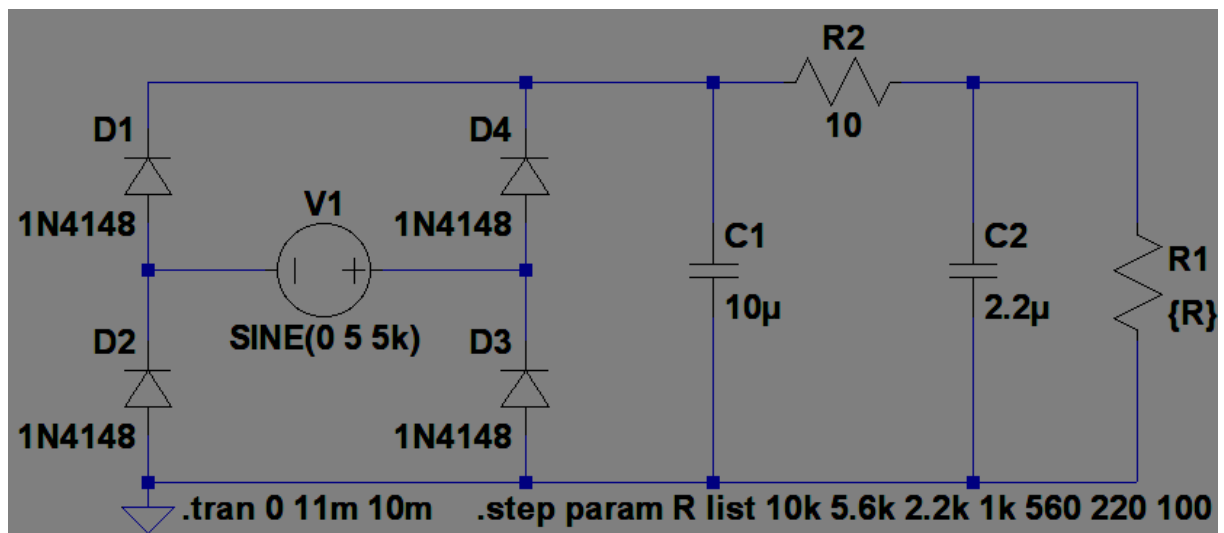 R2
10
D1
D4
V1
1N4148
1N4148
C1
C2
R1
10µ
2.2µ
{R}
SINE(0 5 5k)
D2
D3
1N4148
1N4148
.tran 0 11m 10m
.step param R list 10k 5.6k 2.2k 1k 560 220 100